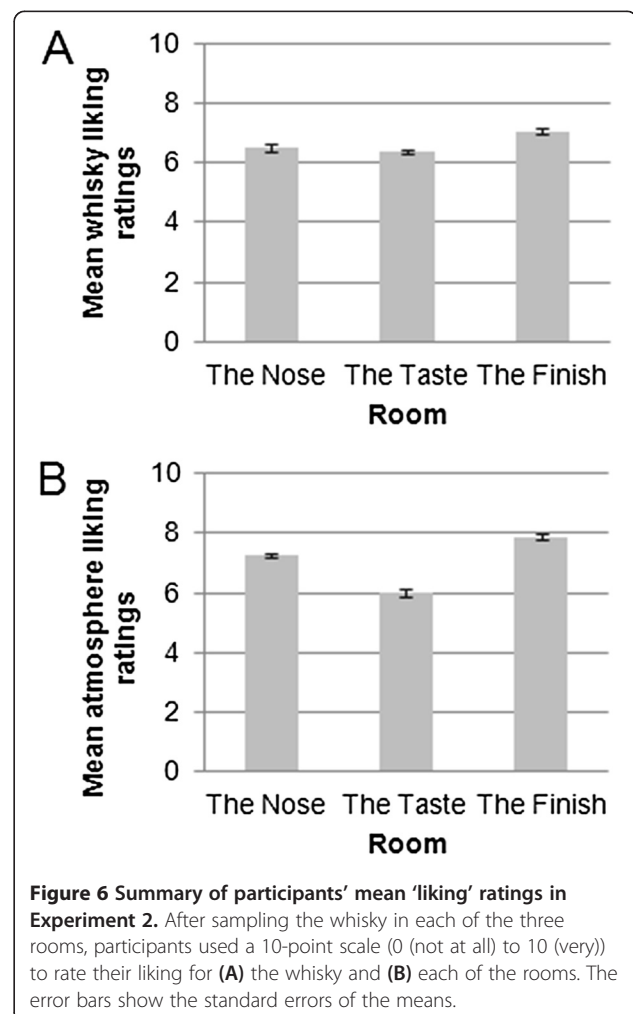 A
10
8
6
4
2
0
Mean whisky liking
ratings
The Nose The Taste The Finish
Room
B
10
8
6
4
2
0
Mean atmosphere liking
ratings
The Nose The Taste The Finish
Room
Figure 6 Summary of participants' mean 'liking' ratings in
Experiment 2. After sampling the whisky in each of the three
rooms, participants used a 10-point scale (0 (not at all) to 10 (very))
to rate their liking for (A) the whisky and (B) each of the rooms. The
error bars show the standard errors of the means.